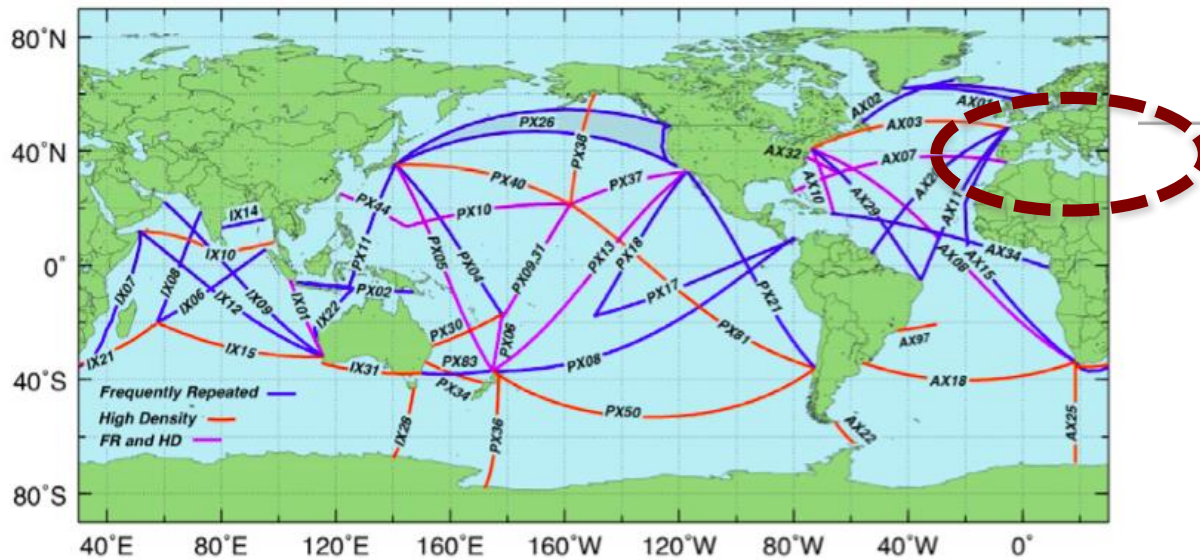 80°N
AX02
AX01
PX26
AX03
40°N
PX38
AX32
AX07
PX40
PX37
AX10
PX44
PX10
AX29
AX11
IX14
PX11
IX10
PX05
PX04
PX09,31
PX13
PX18
AX08
AX15
AX34
0°
IX07
IX08
IX06
IX12
IX09
IX01
IX22
PX02
PX17
PX21
PX30
PX06
PX81
AX97
IX21
IX15
IX31
PX83
PX08
40°S
PX34
AX18
Frequently Repeated
High Density
FR and HD
IX28
PX36
PX50
AX22
AX25
80°S
40°E 80°E 120°E 160°E 160°W 120°W 80°W 40°W 0°